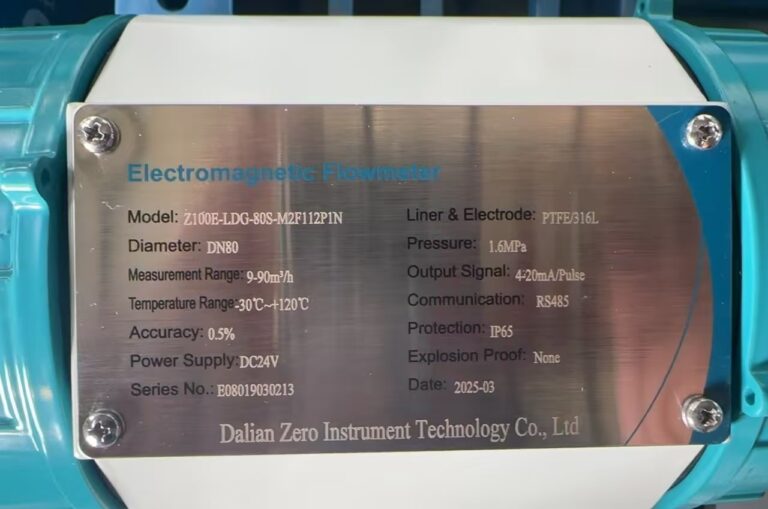 Electromagnetic Flowmeter
Model: Z100E-LDG-80S-M2F112P1N
Diameter: DN80
Measurement Range: 9-90m³/h
Temperature Range:-30℃~+120℃
Accuracy: 0.5%
Power Supply:DC24V
Series No.: E08019030213
Liner & Electrode: PTFE/316L
Pressure: 1.6MPa
Output Signal: 4-20mA/Pulse
Communication: RS485
Protection: IP65
Explosion Proof: None
Date: 2025-03
Dalian Zero Instrument Technology Co., Ltd